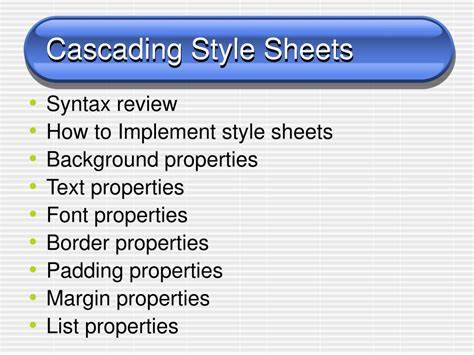 Cascading Style Sheets
• Syntax review
• How to Implement style sheets
• Background properties
• Text properties
• Font properties
• Border properties
• Padding properties
• Margin properties
• List properties